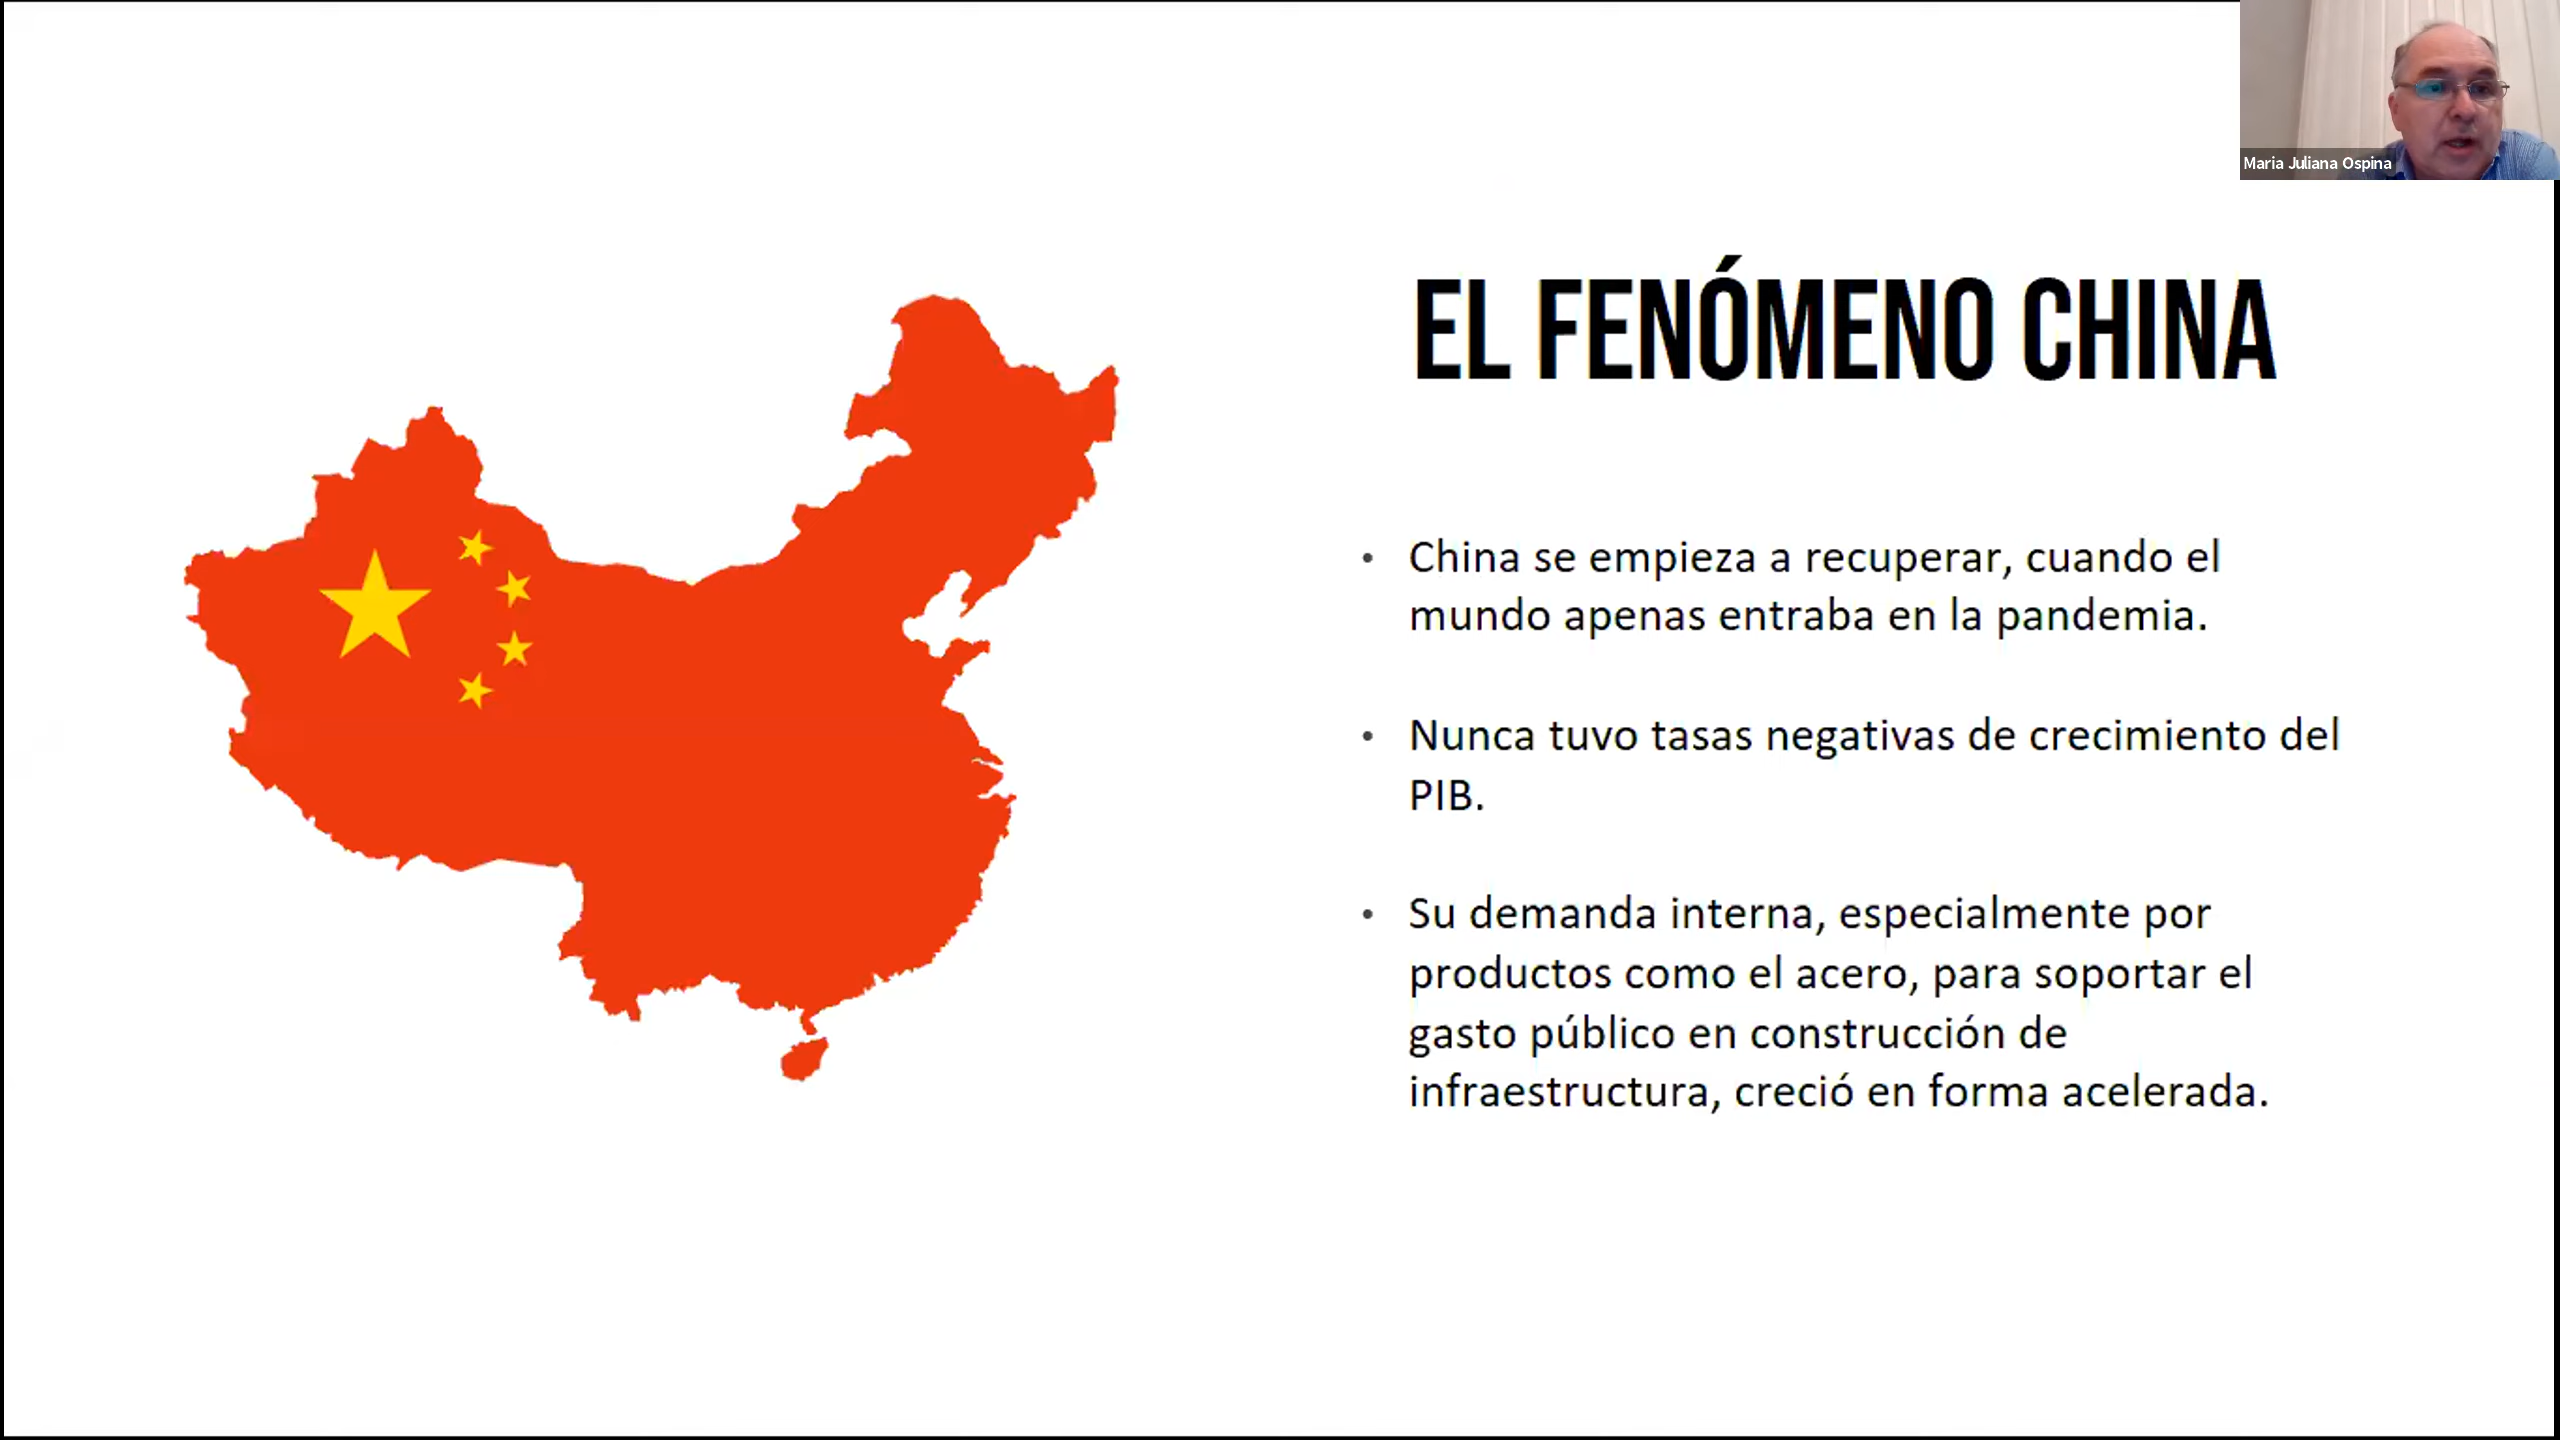 Maria Juliana Ospina
EL FENÓMENO CHINA
• China se empieza a recuperar, cuando el
mundo apenas entraba en la pandemia.
• Nunca tuvo tasas negativas de crecimiento del
PIB.
• Su demanda interna, especialmente por
productos como el acero, para soportar el
gasto público en construcción de
infraestructura, creció en forma acelerada.